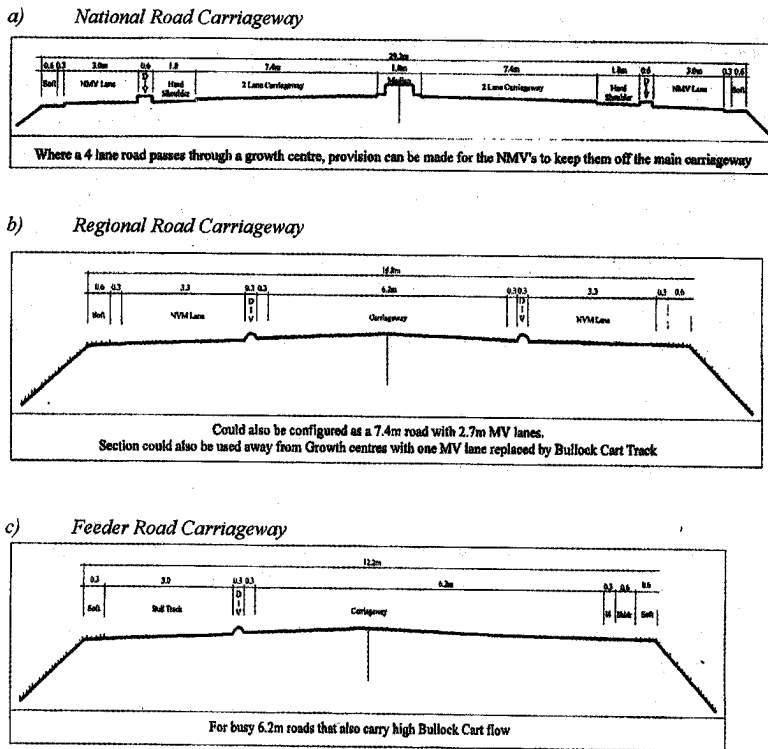 a) National Road Carriageway
29.2m
0.6 0.3 3.0m 0.6 1.8 7.4m 1.8m 7.4m 1.8m 0.6 3.0m 0.3 0.6
Soft NMV Lane DIV Hard Shoulder 2 Lane Carriageway Median 2 Lane Carriageway Hard Shoulder DIV NMV Lane Soft
Where a 4 lane road passes through a growth centre, provision can be made for the NMV's to keep them off the main carriageway
b) Regional Road Carriageway
0.6 0.3 3.3 0.3 0.3 6.2m 0.3 0.3 3.3 0.3 0.6
Soft NVM Lane DIV Carriageway DIV NVM Lane
Could also be configured as a 7.4m road with 2.7m MV lanes.
Section could also be used away from Growth centres with one MV lane replaced by Bullock Cart Track
c) Feeder Road Carriageway
12.2m
0.3 3.0 0.3 0.3 6.2m 0.3 0.6 0.6
Soft Bull Track DIV Carriageway Soft
For busy 6.2m roads that also carry high Bullock Cart flow